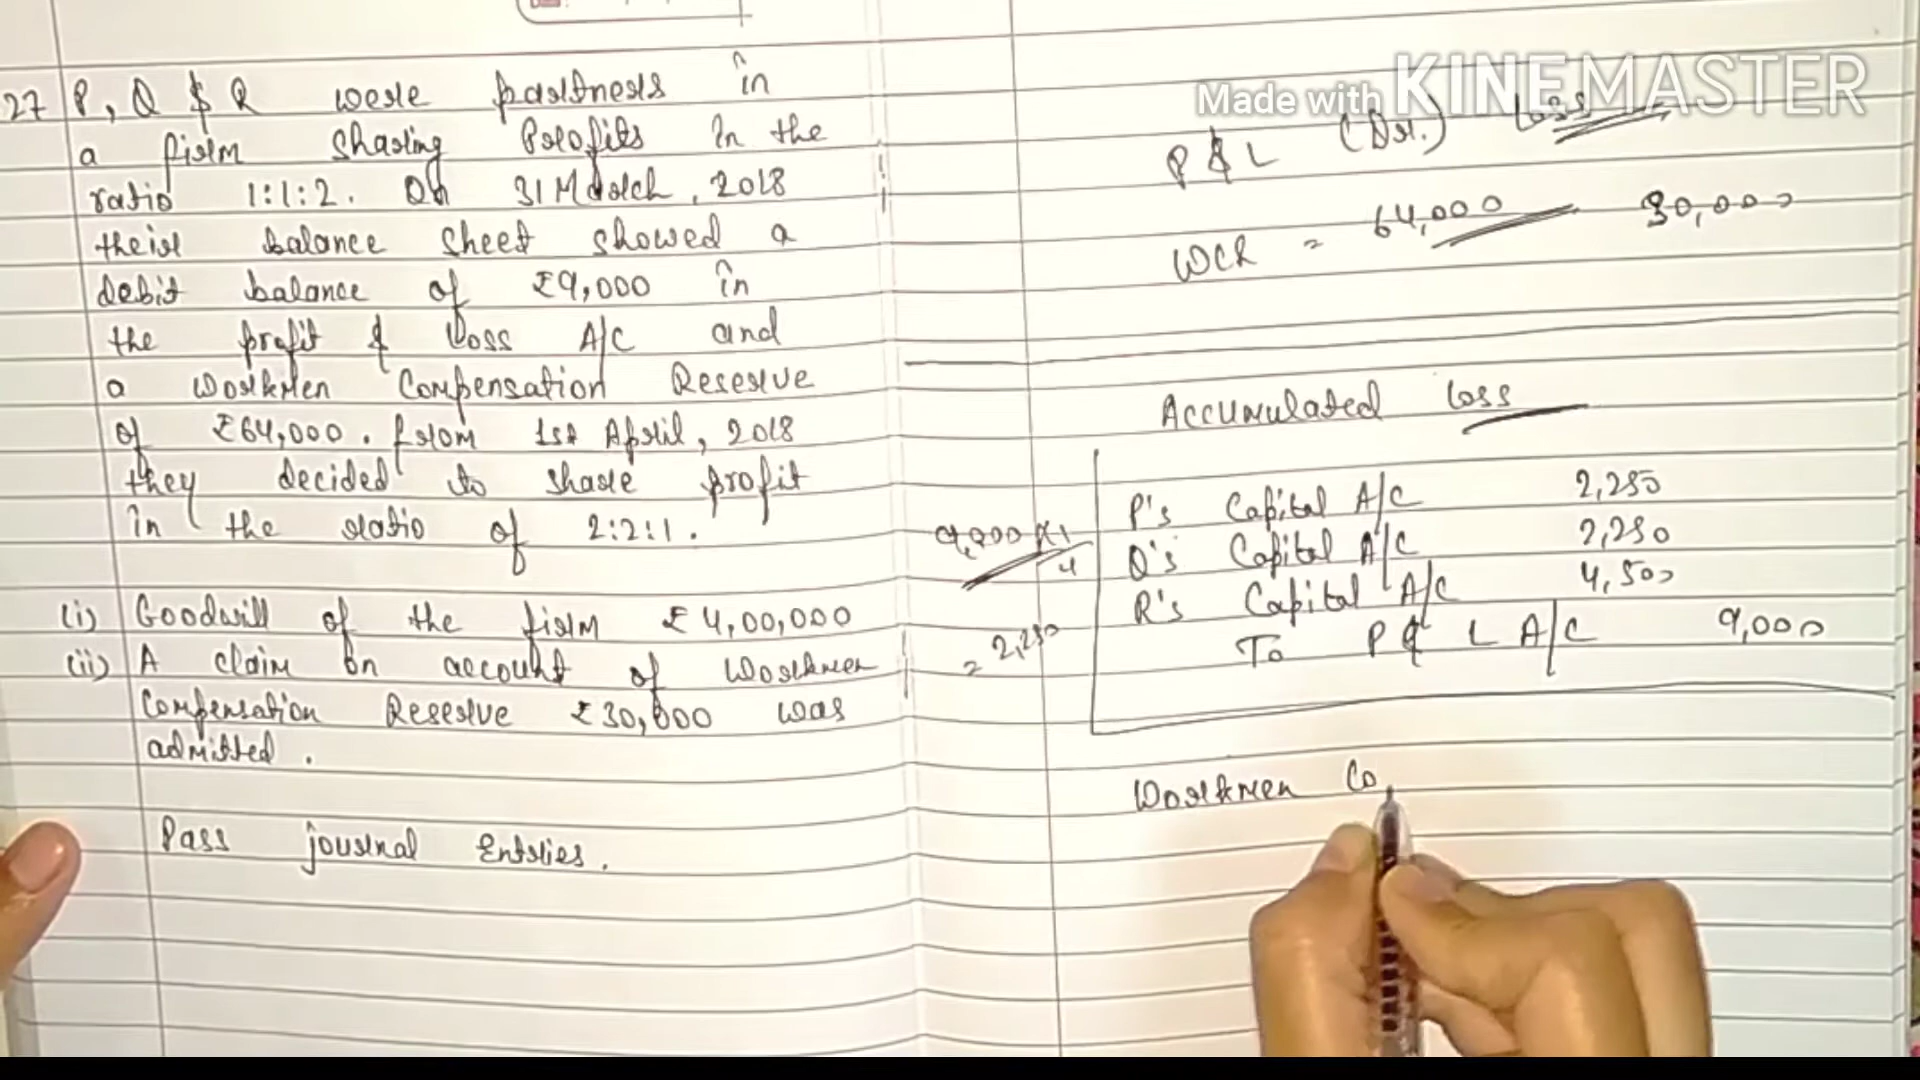 27 P, Q & R were partners in
a firm sharing Profits in the
ratio 1:1:2. On 31 March, 2018
their balance sheet showed a
debit balance of ₹9,000 in
the profit & Loss A/C and
a Workmen Compensation Reserve
of ₹64,000. from 1st April, 2018
they decided to share profit
in the ratio of 2:2:1.
(i) Goodwill of the firm ₹4,00,000
(ii) A claim on account of Workmen
Compensation Reserve ₹30,000 was
admitted.
Pass journal Entries.
Made with KINEMASTER
P & L (Dr.) Loss
WCR = 64,000 30,000
Accumulated Loss
P's Capital A/C 2,250
Q's Capital A/C 2,250
R's Capital A/C 4,500
To P & L A/C 9,000
9,000 x 1
4
= 2,250
Workmen Co